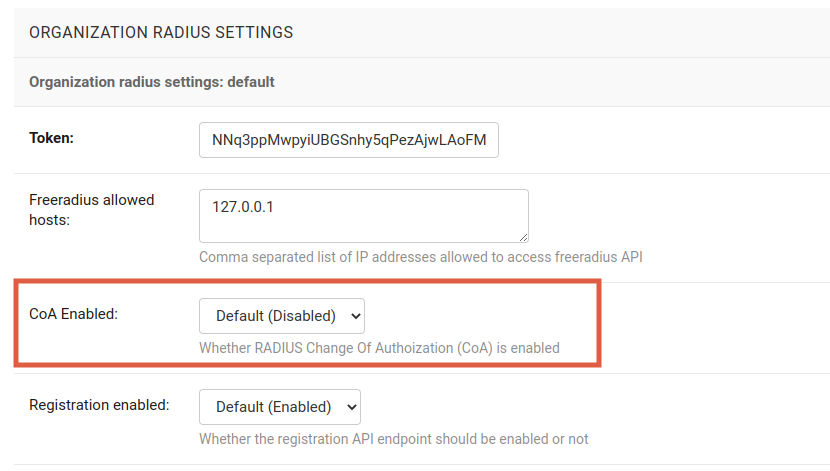 ORGANIZATION RADIUS SETTINGS
Organization radius settings: default
Token:
NNq3ppMwpyiUBGSnhy5qPezAjwLAoFM
Freeradius allowed
hosts:
127.0.0.1
Comma separated list of IP addresses allowed to access freeradius API
CoA Enabled:
Default (Disabled)
Whether RADIUS Change Of Authoization (CoA) is enabled
Registration enabled:
Default (Enabled)
Whether the registration API endpoint should be enabled or not